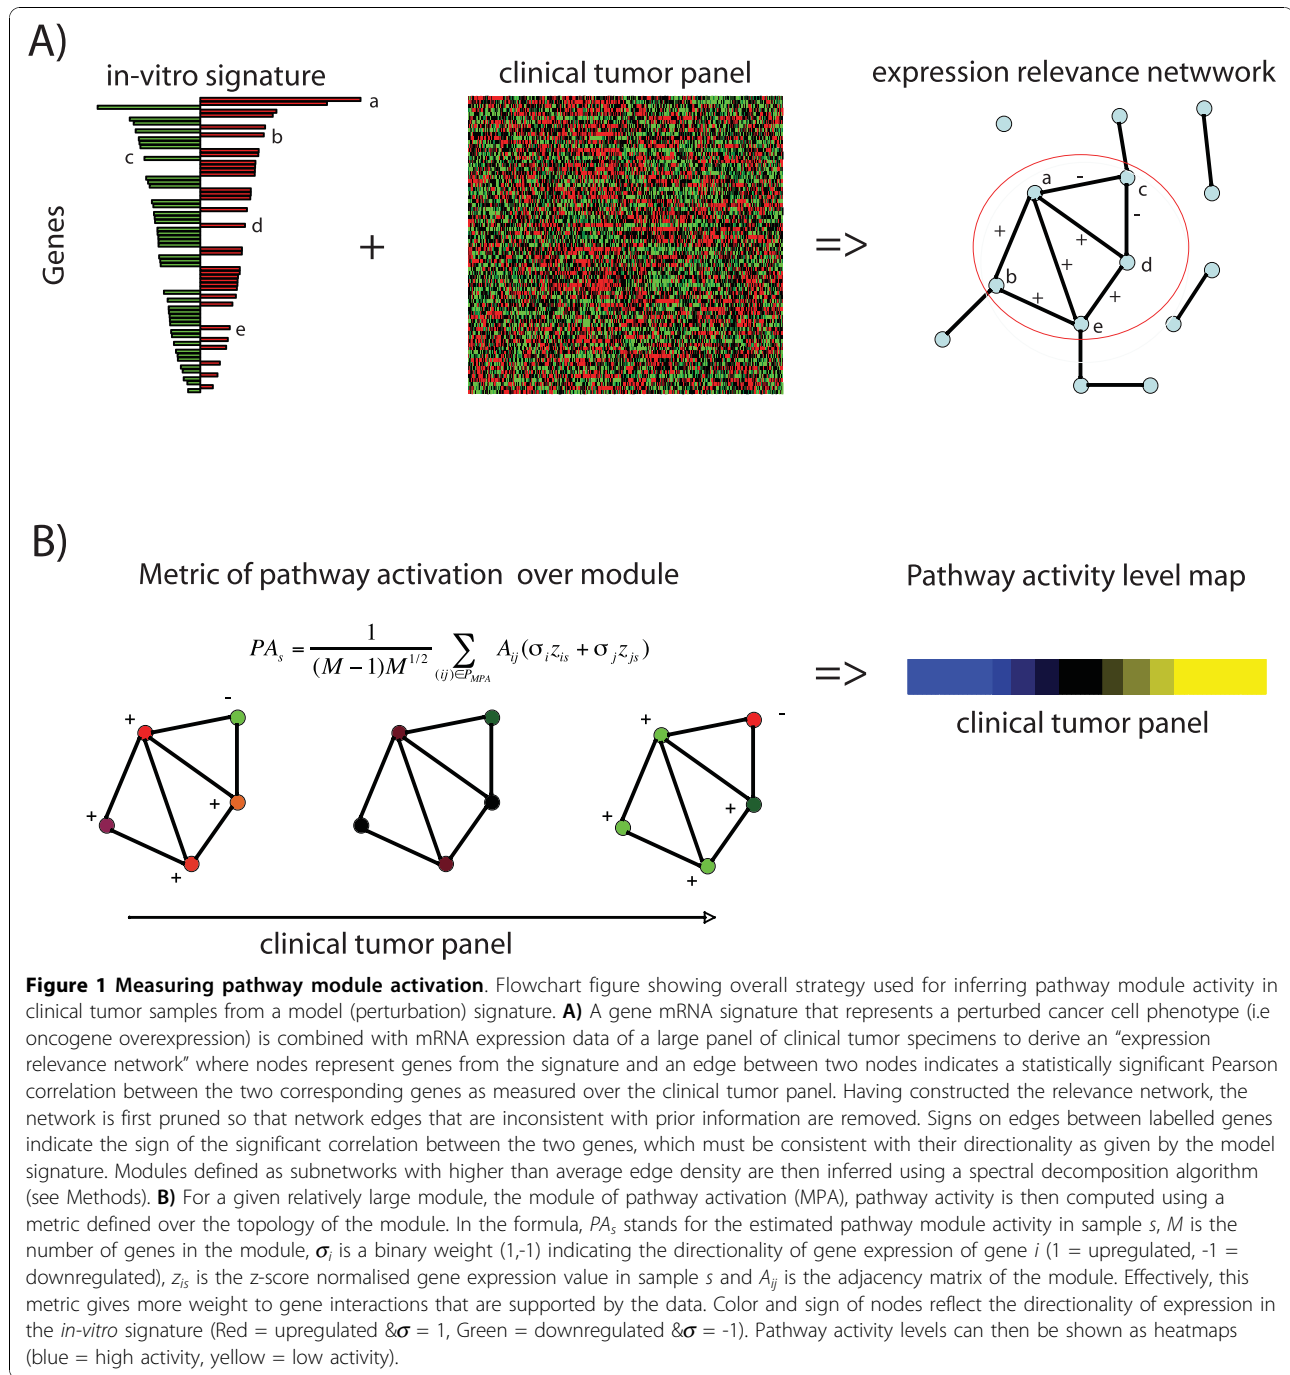 A)
in-vitro signature
clinical tumor panel
expression relevance netwwork
Genes
a
b
c
d
e
+
=>
a
-
c
-
+
+
+
d
b
+
+
e
B)
Metric of pathway activation over module
Pathway activity level map
PA_s = 1 / ((M – 1)M^{1/2}) ∑_{(ij)∈P_{MPA}} A_{ij}(σ_i z_{is} + σ_j z_{js})
=>
clinical tumor panel
-
+
+
+
+
+
-
+
+
+
clinical tumor panel
Figure 1 Measuring pathway module activation. Flowchart figure showing overall strategy used for inferring pathway module activity in
clinical tumor samples from a model (perturbation) signature. A) A gene mRNA signature that represents a perturbed cancer cell phenotype (i.e
oncogene overexpression) is combined with mRNA expression data of a large panel of clinical tumor specimens to derive an “expression
relevance network” where nodes represent genes from the signature and an edge between two nodes indicates a statistically significant Pearson
correlation between the two corresponding genes as measured over the clinical tumor panel. Having constructed the relevance network, the
network is first pruned so that network edges that are inconsistent with prior information are removed. Signs on edges between labelled genes
indicate the sign of the significant correlation between the two genes, which must be consistent with their directionality as given by the model
signature. Modules defined as subnetworks with higher than average edge density are then inferred using a spectral decomposition algorithm
(see Methods). B) For a given relatively large module, the module of pathway activation (MPA), pathway activity is then computed using a
metric defined over the topology of the module. In the formula, PA_s stands for the estimated pathway module activity in sample s, M is the
number of genes in the module, σ_i is a binary weight (1,-1) indicating the directionality of gene expression of gene i (1 = upregulated, -1 =
downregulated), z_{is} is the z-score normalised gene expression value in sample s and A_{ij} is the adjacency matrix of the module. Effectively, this
metric gives more weight to gene interactions that are supported by the data. Color and sign of nodes reflect the directionality of expression in
the in-vitro signature (Red = upregulated &σ = 1, Green = downregulated &σ = -1). Pathway activity levels can then be shown as heatmaps
(blue = high activity, yellow = low activity).